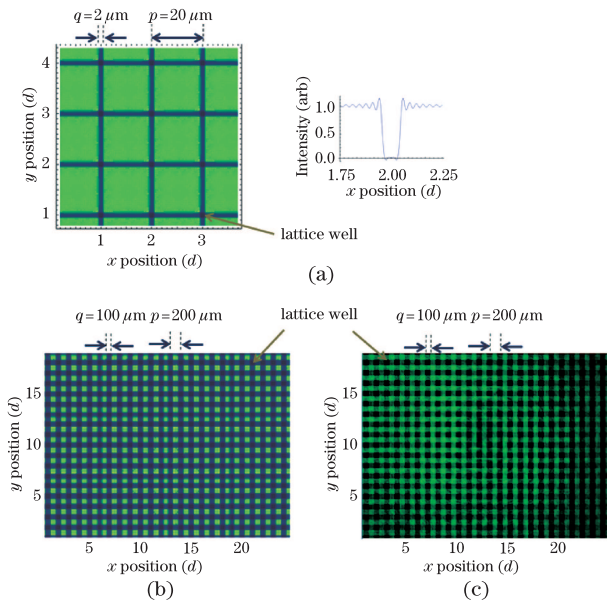 q=2 μm p=20 μm
4
3
2
1
y position (d)
1 2 3
x position (d)
Intensity (arb)
1.0
0.5
0.0
1.75 2.00 2.25
x position (d)
lattice well
(a)
q=100 μm p=200 μm
lattice well
q=100 μm p=200 μm
15
10
5
y position (d)
5 10 15 20
x position (d)
(b)
15
10
5
y position (d)
5 10 15 20
x position (d)
(c)